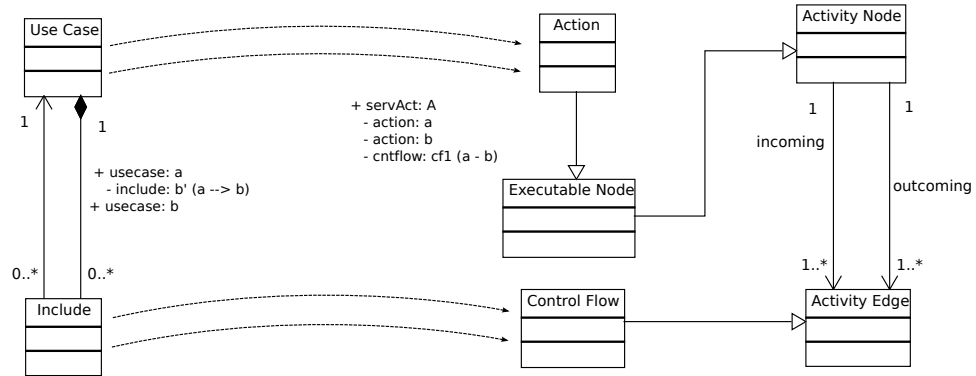 Use Case
Action
Activity Node
+ servAct: A
- action: a
- action: b
- cntflow: cf1 (a - b)
1
1
1
1
incoming
+ usecase: a
- include: b' (a --> b)
+ usecase: b
Executable Node
outcoming
0..*
0..*
1..*
1..*
Include
Control Flow
Activity Edge